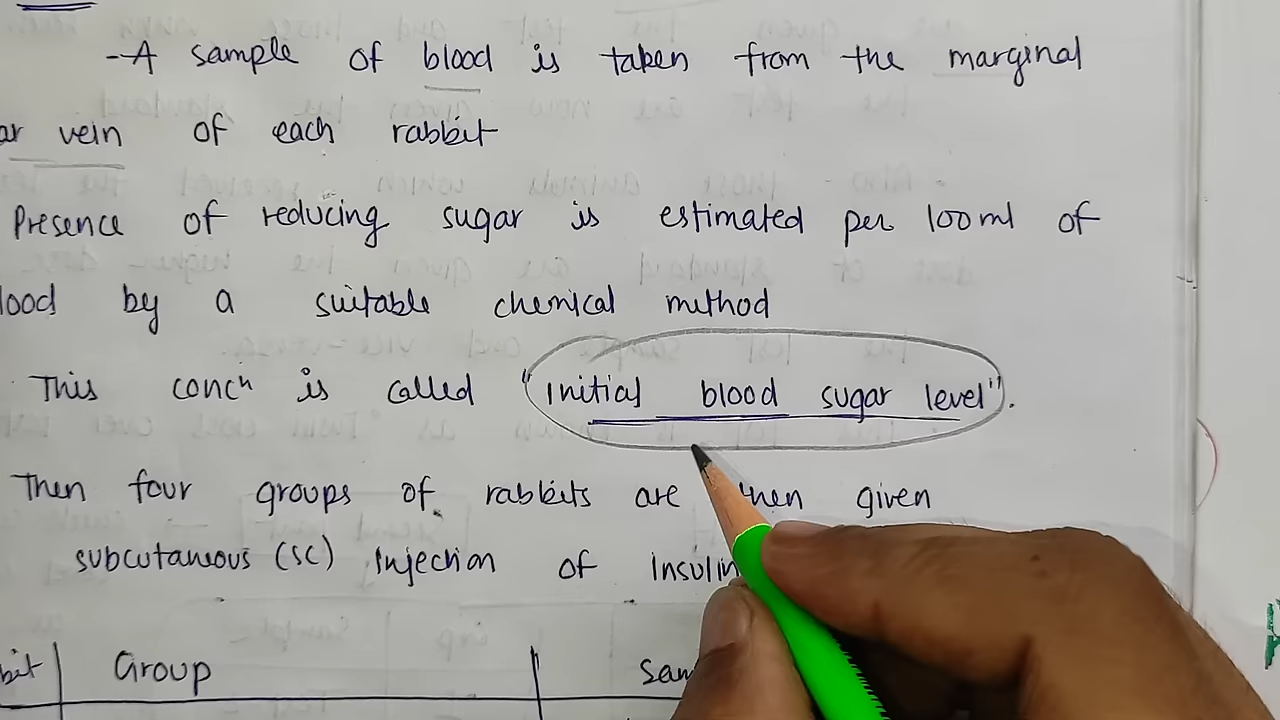 -A sample of blood is taken from the marginal
vein of each rabbit
Presence of reducing sugar is estimated per 100ml of
by a suitable chemical method
This concn is called "Initial blood sugar level".
Then four groups of rabbits are then given
subcutaneous (SC) Injection of insulin
Group